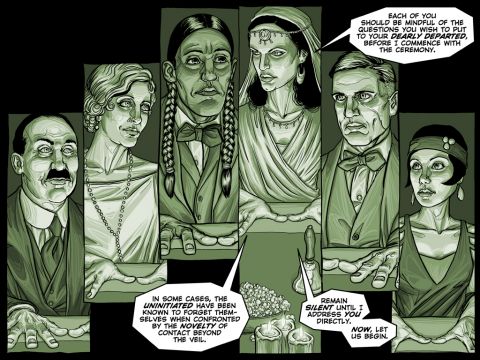 EACH OF YOU
SHOULD BE MINDFUL OF THE
QUESTIONS YOU WISH TO PUT
TO YOUR DEARLY DEPARTED,
BEFORE I COMMENCE WITH
THE CEREMONY.
IN SOME CASES, THE
UNINITIATED HAVE BEEN
KNOWN TO FORGET THEM-
SELVES WHEN CONFRONTED
BY THE NOVELTY OF
CONTACT BEYOND
THE VEIL.
REMAIN
SILENT UNTIL I
ADDRESS YOU
DIRECTLY.
NOW, LET
US BEGIN.